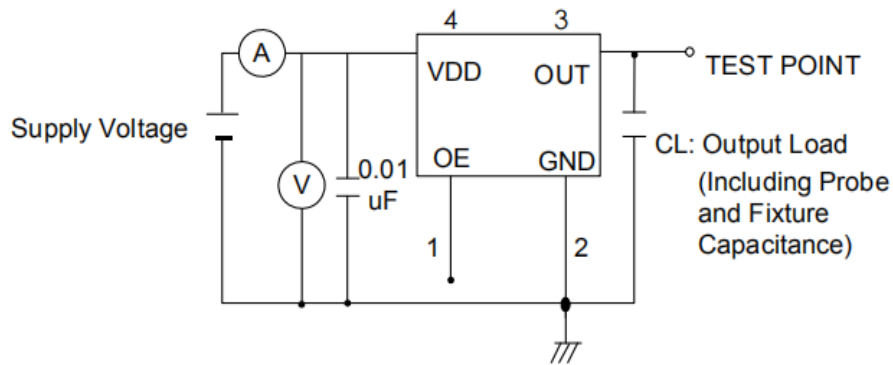 4
3
A
VDD
OUT
TEST POINT
Supply Voltage
V
0.01
uF
OE
GND
CL: Output Load
(Including Probe
and Fixture
Capacitance)
1
2